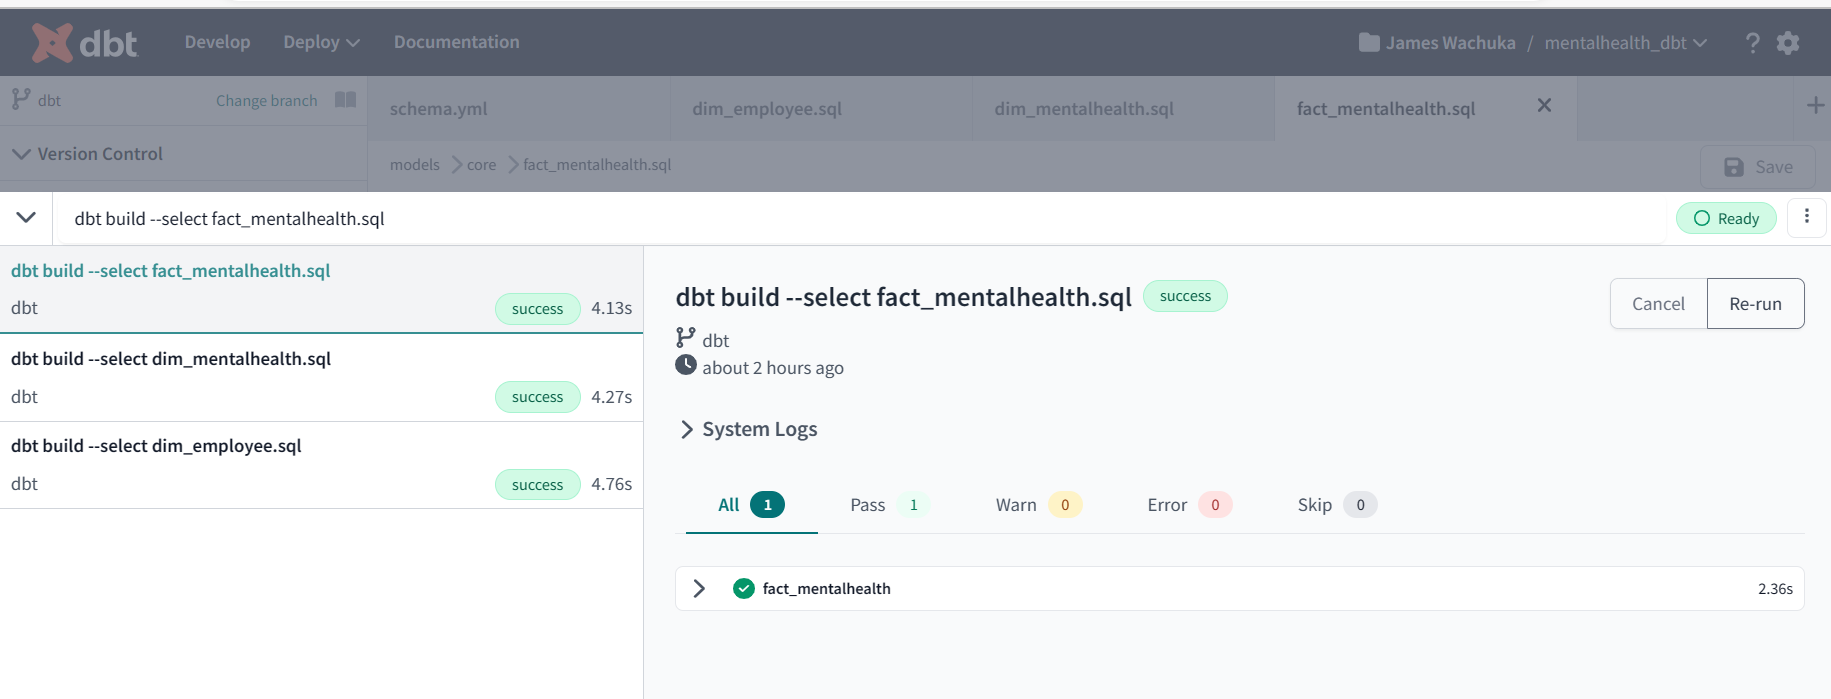 dbt Develop Deploy Documentation James Wachuka / mentalhealth_dbt ?
dbt Change branch
schema.yml dim_employee.sql dim_mentalhealth.sql fact_mentalhealth.sql
Version Control
models core fact_mentalhealth.sql
Save
dbt build --select fact_mentalhealth.sql
Ready
dbt build --select fact_mentalhealth.sql
dbt success 4.13s
dbt build --select dim_mentalhealth.sql
dbt success 4.27s
dbt build --select dim_employee.sql
dbt success 4.76s
dbt build --select fact_mentalhealth.sql success
Cancel Re-run
dbt
about 2 hours ago
System Logs
All 1 Pass 1 Warn 0 Error 0 Skip 0
fact_mentalhealth 2.36s